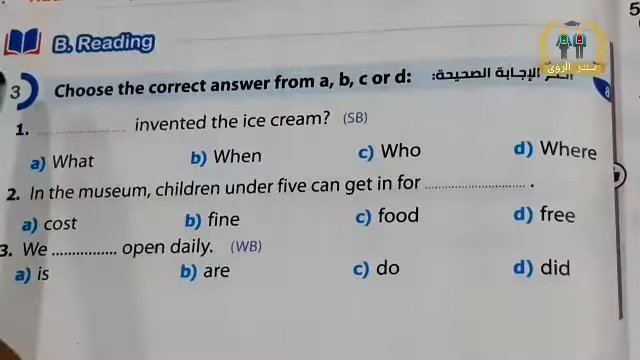 5
B. Reading
3 Choose the correct answer from a, b, c or d: الإجابة الصحيحة:
1. .......................... invented the ice cream? (SB)
a) What b) When c) Who d) Where
2. In the museum, children under five can get in for ............................ .
a) cost b) fine c) food d) free
3. We ................ open daily. (WB)
a) is b) are c) do d) did